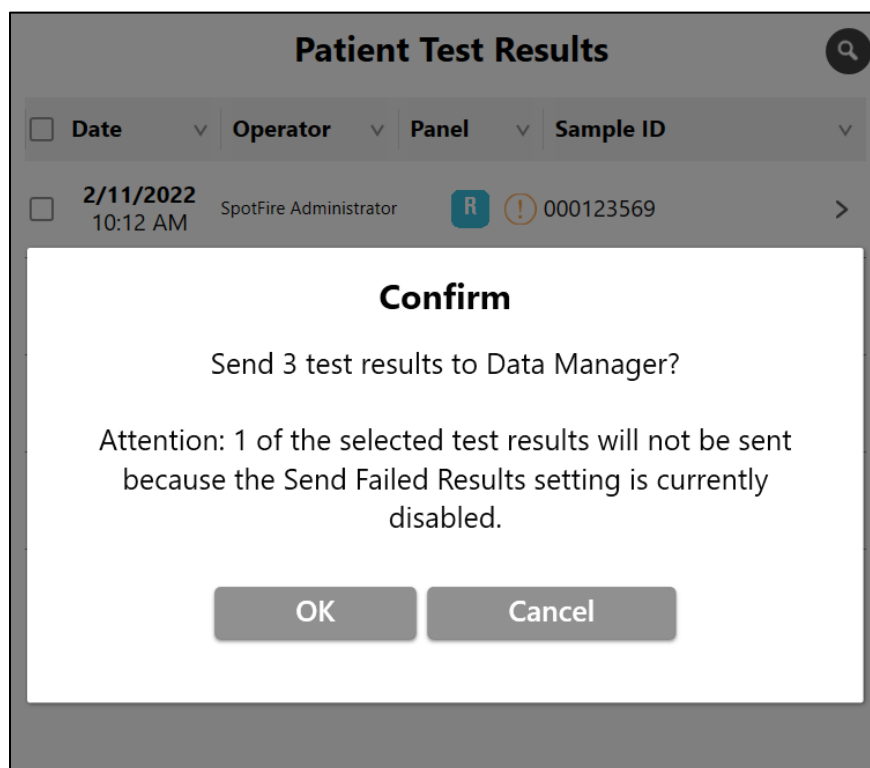 Patient Test Results
Date Operator Panel Sample ID
2/11/2022
10:12 AM SpotFire Administrator R ! 000123569
Confirm
Send 3 test results to Data Manager?
Attention: 1 of the selected test results will not be sent
because the Send Failed Results setting is currently
disabled.
OK Cancel